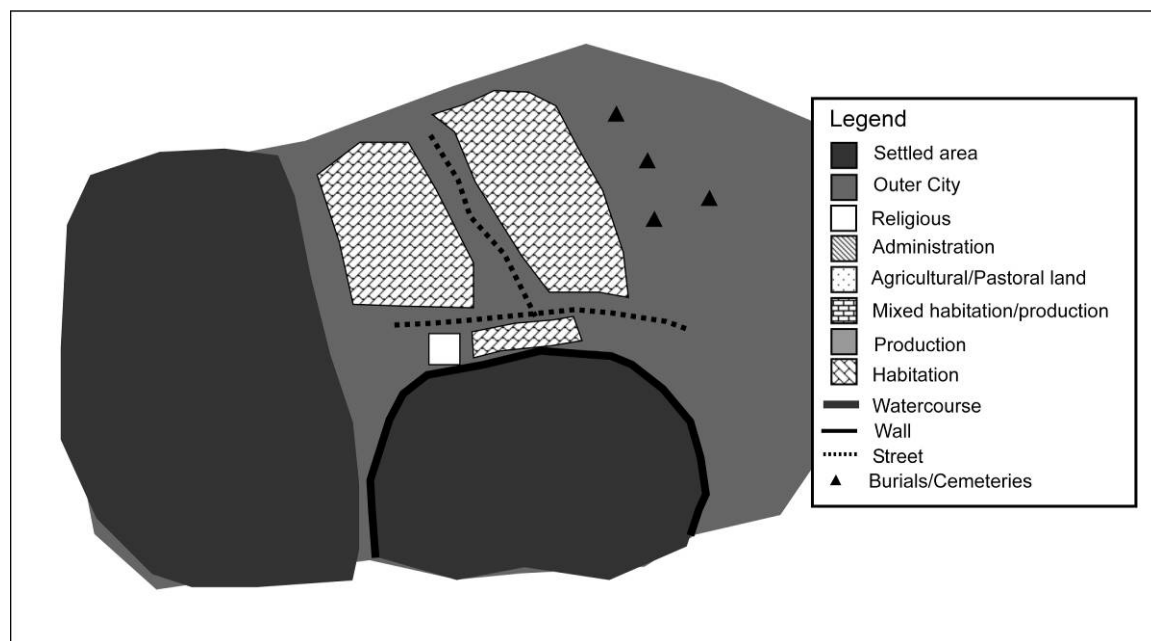 Legend
Settled area
Outer City
Religious
Administration
Agricultural/Pastoral land
Mixed habitation/production
Production
Habitation
Watercourse
Wall
Street
Burials/Cemeteries